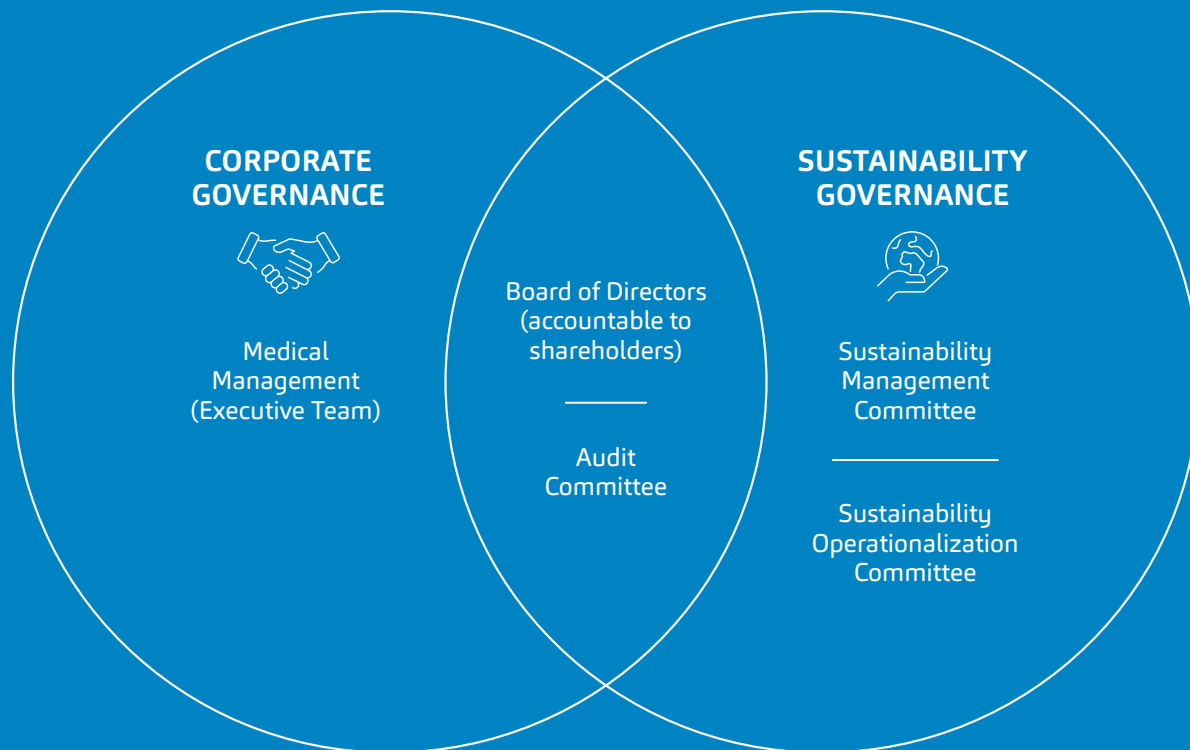 CORPORATE
GOVERNANCE
Medical
Management
(Executive Team)
Board of Directors
(accountable to
shareholders)
Audit
Committee
SUSTAINABILITY
GOVERNANCE
Sustainability
Management
Committee
Sustainability
Operationalization
Committee